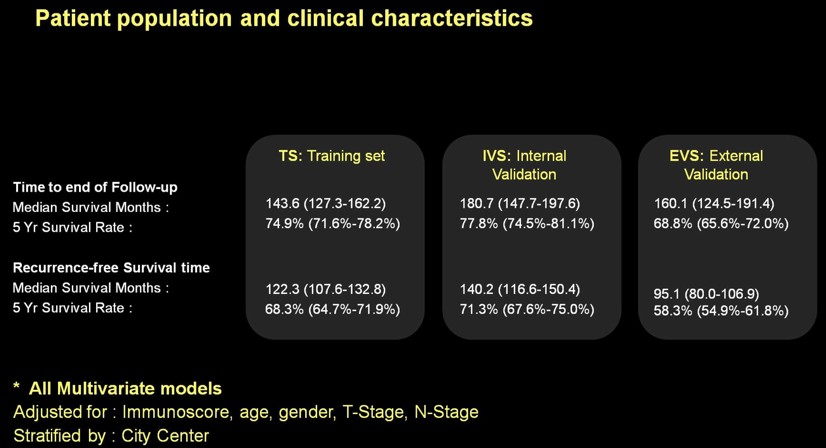 Patient population and clinical characteristics
TS: Training set
IVS: Internal
Validation
EVS: External
Validation
Time to end of Follow-up
Median Survival Months : 143.6 (127.3-162.2) 180.7 (147.7-197.6) 160.1 (124.5-191.4)
5 Yr Survival Rate : 74.9% (71.6%-78.2%) 77.8% (74.5%-81.1%) 68.8% (65.6%-72.0%)
Recurrence-free Survival time
Median Survival Months : 122.3 (107.6-132.8) 140.2 (116.6-150.4) 95.1 (80.0-106.9)
5 Yr Survival Rate : 68.3% (64.7%-71.9%) 71.3% (67.6%-75.0%) 58.3% (54.9%-61.8%)
* All Multivariate models
Adjusted for : Immunoscore, age, gender, T-Stage, N-Stage
Stratified by : City Center